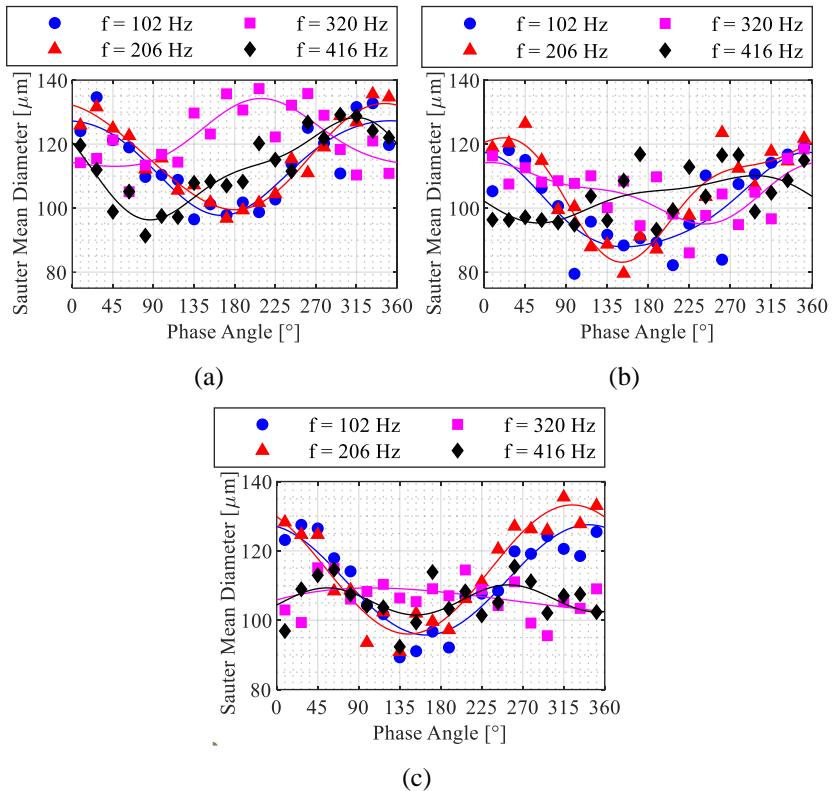 f = 102 Hz f = 320 Hz
f = 206 Hz f = 416 Hz
Sauter Mean Diameter [μm]
140
120
100
80
0 45 90 135 180 225 270 315 360
Phase Angle [°]
(a)
f = 102 Hz f = 320 Hz
f = 206 Hz f = 416 Hz
Sauter Mean Diameter [μm]
140
120
100
80
0 45 90 135 180 225 270 315 360
Phase Angle [°]
(b)
f = 102 Hz f = 320 Hz
f = 206 Hz f = 416 Hz
Sauter Mean Diameter [μm]
140
120
100
80
0 45 90 135 180 225 270 315 360
Phase Angle [°]
(c)